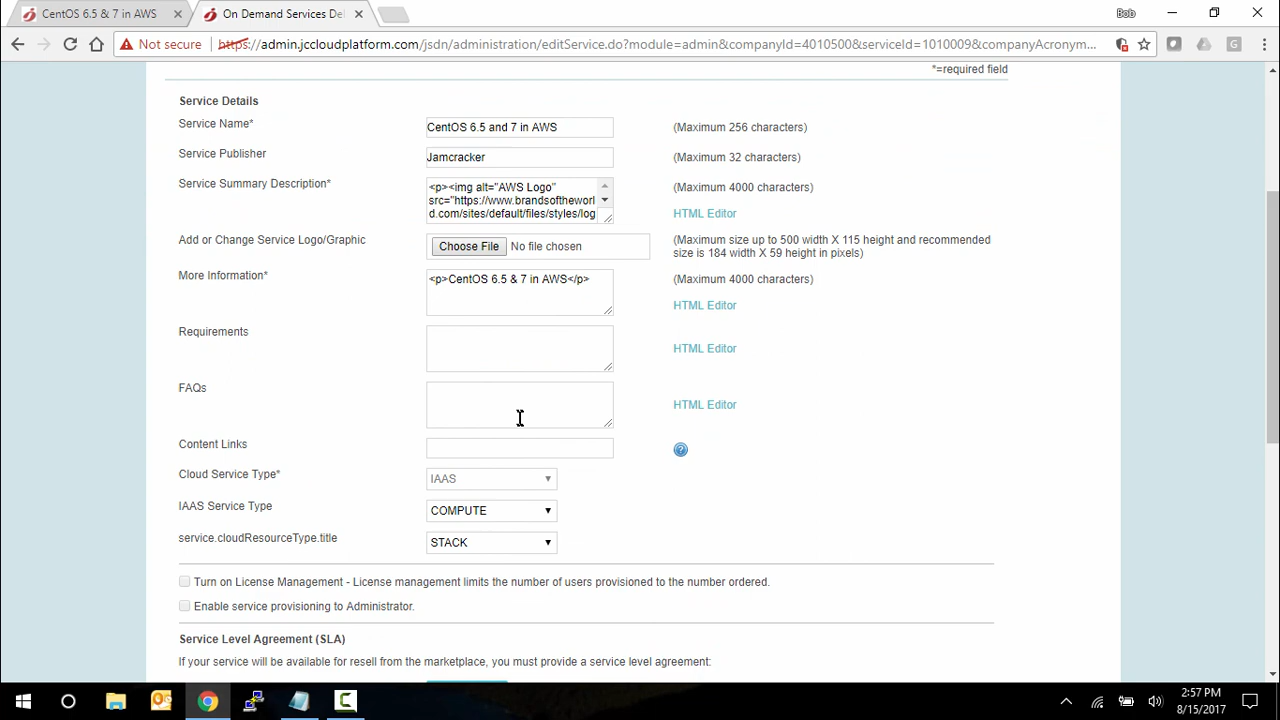 CentOS 6.5 & 7 in AWS
On Demand Services De
Bob
Not secure
https://admin.jccloudplatform.com/jsdn/administration/editService.do?module=admin&companyId=4010500&serviceId=1010009&companyAcronym...
*=required field
Service Details
Service Name*
CentOS 6.5 and 7 in AWS
(Maximum 256 characters)
Service Publisher
Jamcracker
(Maximum 32 characters)
Service Summary Description*
<p><img alt="AWS Logo"
src="https://www.brandsoftheworl
d.com/sites/default/files/styles/log
(Maximum 4000 characters)
HTML Editor
Add or Change Service Logo/Graphic
Choose File No file chosen
(Maximum size up to 500 width X 115 height and recommended
size is 184 width X 59 height in pixels)
More Information*
<p>CentOS 6.5 & 7 in AWS</p>
(Maximum 4000 characters)
HTML Editor
Requirements
HTML Editor
FAQs
HTML Editor
Content Links
?
Cloud Service Type*
IAAS
IAAS Service Type
COMPUTE
service.cloudResourceType.title
STACK
Turn on License Management - License management limits the number of users provisioned to the number ordered.
Enable service provisioning to Administrator.
Service Level Agreement (SLA)
If your service will be available for resell from the marketplace, you must provide a service level agreement:
2:57 PM
8/15/2017